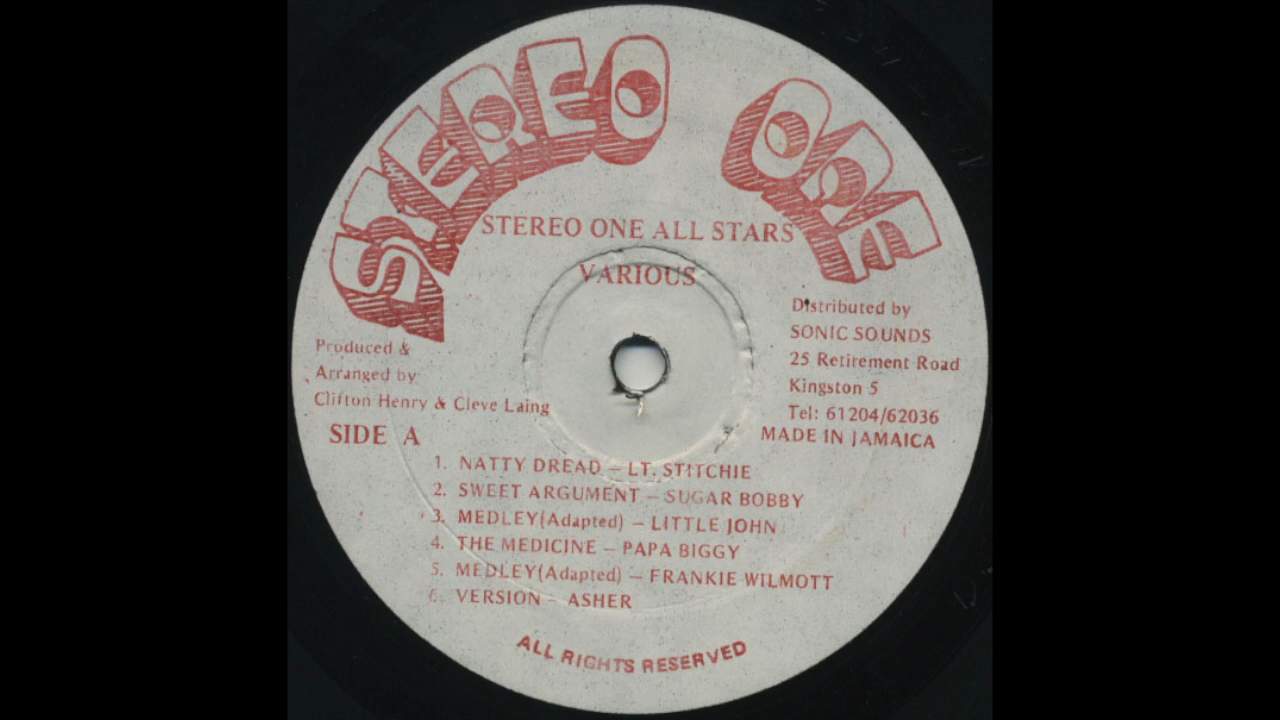 STEREO ONE
STEREO ONE ALL STARS
VARIOUS
Produced &
Arranged by
Clifton Henry & Cleve Laing
SIDE A
Distributed by
SONIC SOUNDS
25 Retirement Road
Kingston 5
Tel: 61204/62036
MADE IN JAMAICA
1. NATTY DREAD – LT. STITCHIE
2. SWEET ARGUMENT – SUGAR BOBBY
3. MEDLEY(Adapted) – LITTLE JOHN
4. THE MEDICINE – PAPA BIGGY
5. MEDLEY(Adapted) – FRANKIE WILMOTT
6. VERSION – ASHER
ALL RIGHTS RESERVED